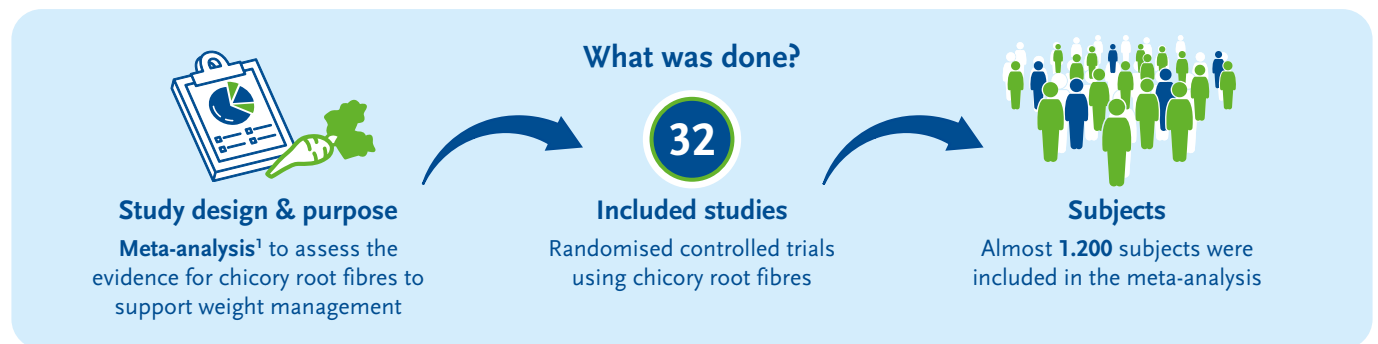 What was done?
32
Study design & purpose
Meta-analysis¹ to assess the
evidence for chicory root fibres to
support weight management
Included studies
Randomised controlled trials
using chicory root fibres
Subjects
Almost 1.200 subjects were
included in the meta-analysis